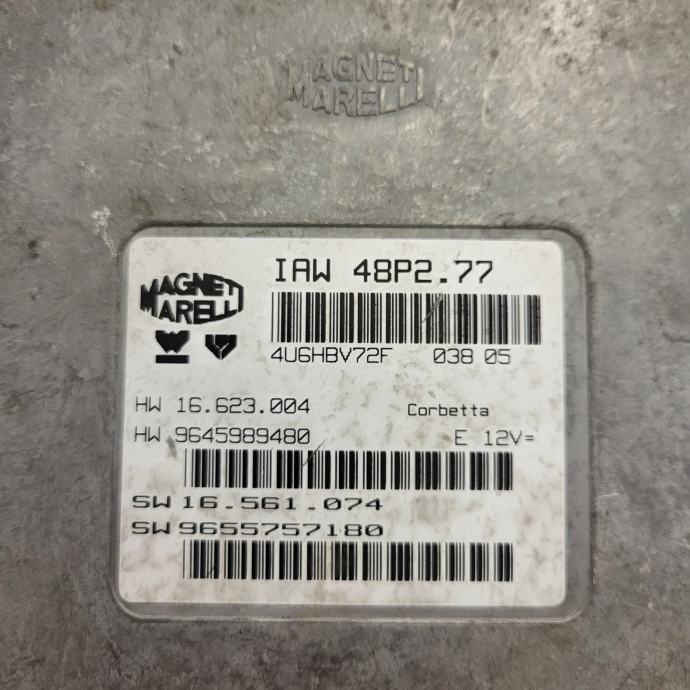 MAGNETI
MARELLI
IAW 48P2.77
MAGNETI
MARELLI
4U6HBV72F 038 05
HW 16.623.004 Corbetta
HW 9645989480 E 12V=
SW 16.561.074
SW 9655757180